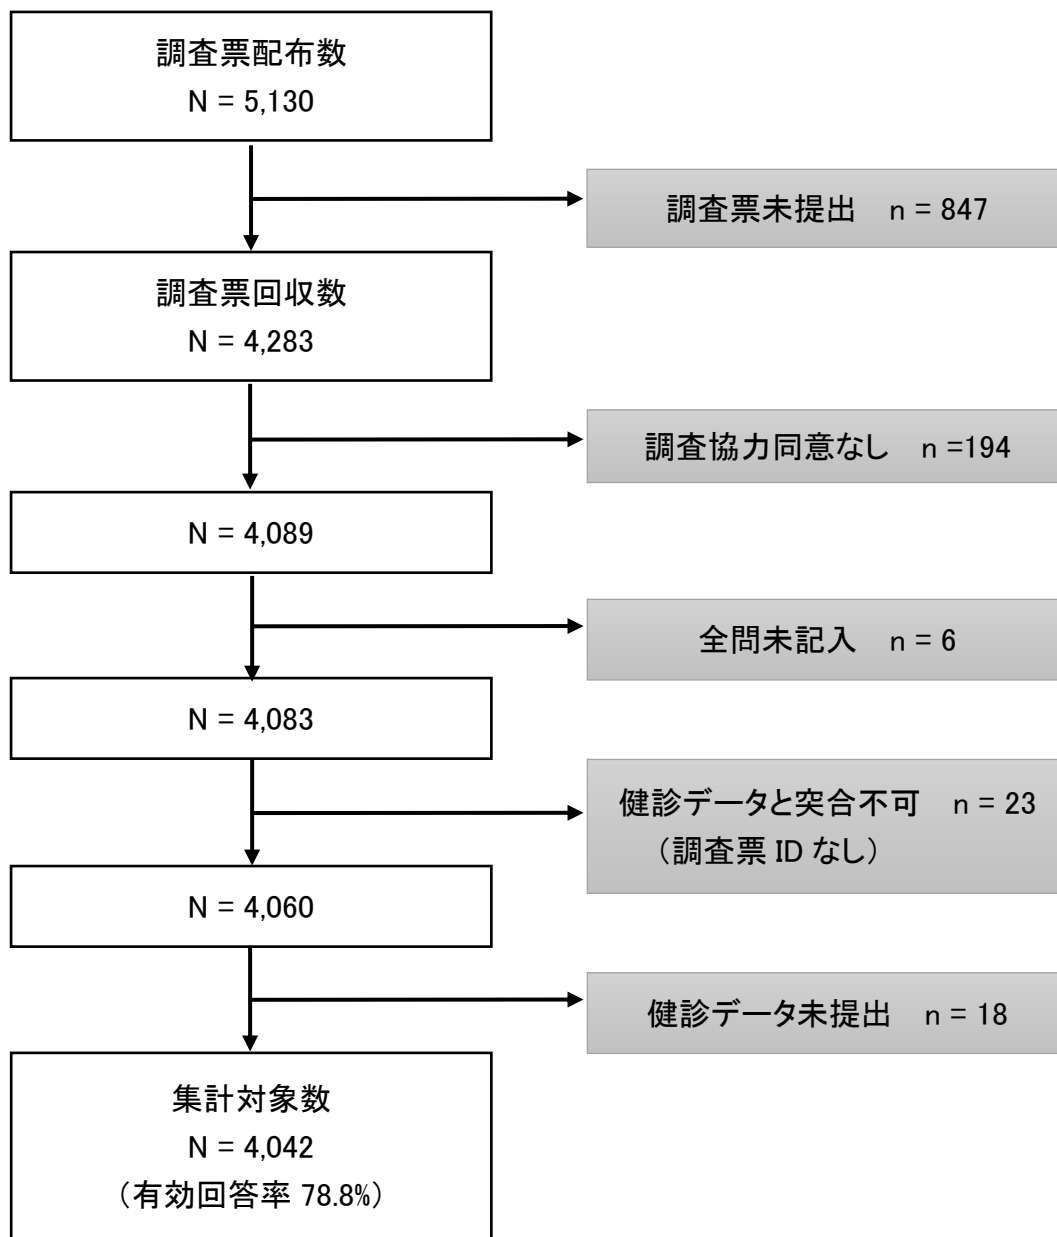 調査票配布数
N = 5,130
調査票未提出　n = 847
調査票回収数
N = 4,283
調査協力同意なし　n =194
N = 4,089
全問未記入　n = 6
N = 4,083
健診データと突合不可　n = 23
（調査票 ID なし）
N = 4,060
健診データ未提出　n = 18
集計対象数
N = 4,042
（有効回答率 78.8%）